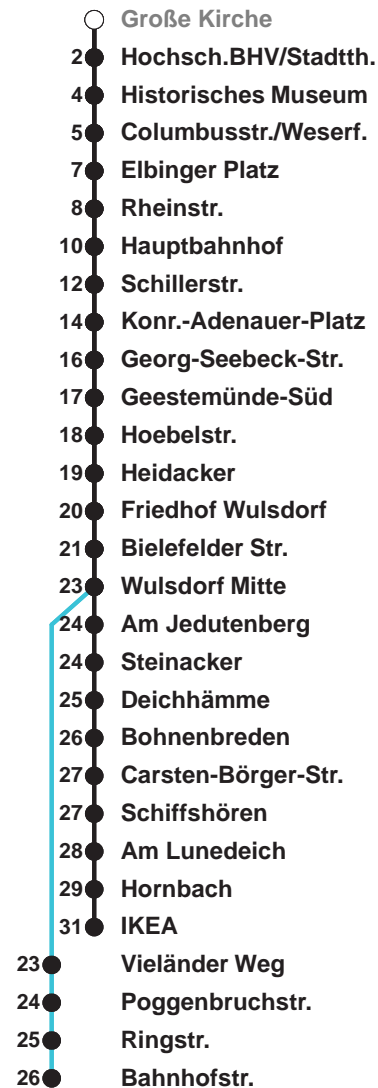 Große Kirche
2 Hochsch.BHV/Stadtth.
4 Historisches Museum
5 Columbusstr./Weserf.
7 Elbinger Platz
8 Rheinstr.
10 Hauptbahnhof
12 Schillerstr.
14 Konr.-Adenauer-Platz
16 Georg-Seebeck-Str.
17 Geestemünde-Süd
18 Hoebelstr.
19 Heidacker
20 Friedhof Wulsdorf
21 Bielefelder Str.
23 Wulsdorf Mitte
24 Am Jedutenberg
24 Steinacker
25 Deichhämme
26 Bohnenbreden
27 Carsten-Börger-Str.
27 Schiffshören
28 Am Lunedeich
29 Hornbach
31 IKEA
23 Vieländer Weg
24 Poggenbruchstr.
25 Ringstr.
26 Bahnhofstr.